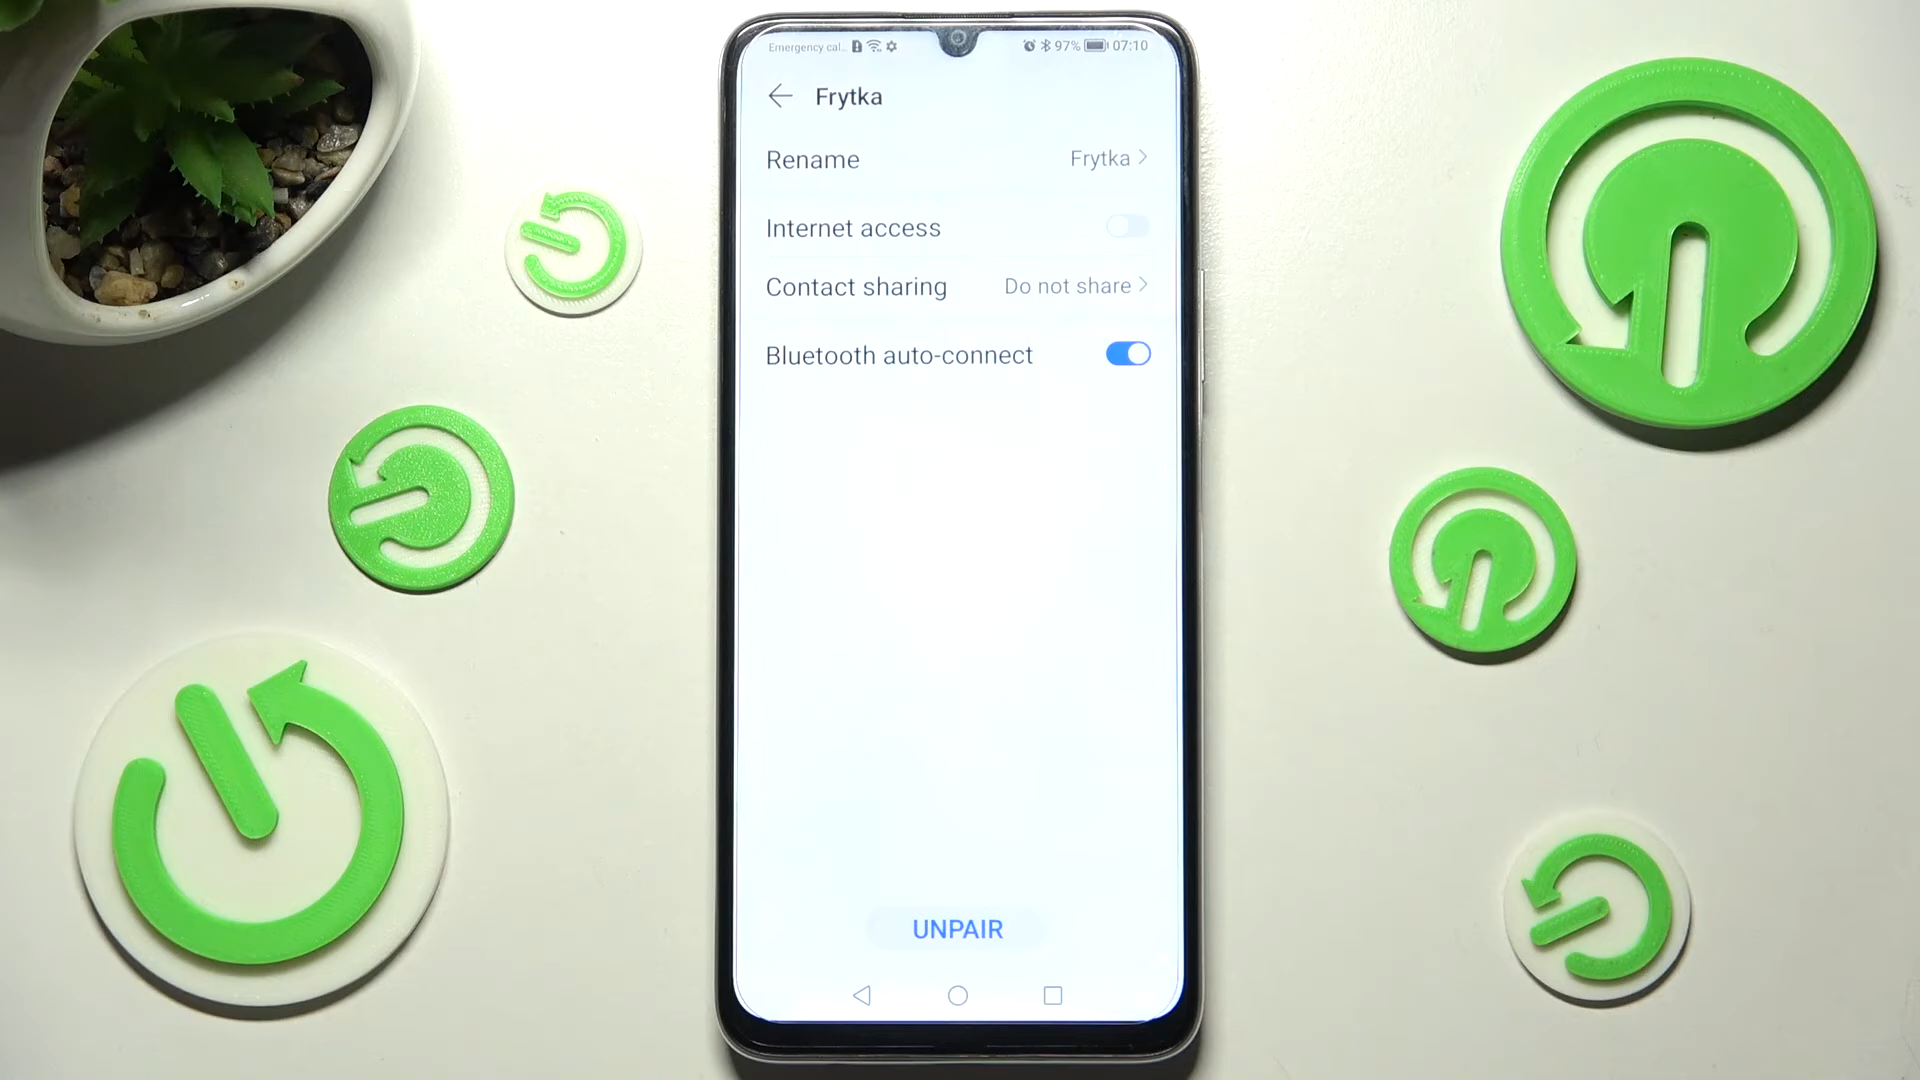 Emergency cal... 97% 07:10
Frytka
Rename Frytka
Internet access
Contact sharing Do not share
Bluetooth auto-connect
UNPAIR